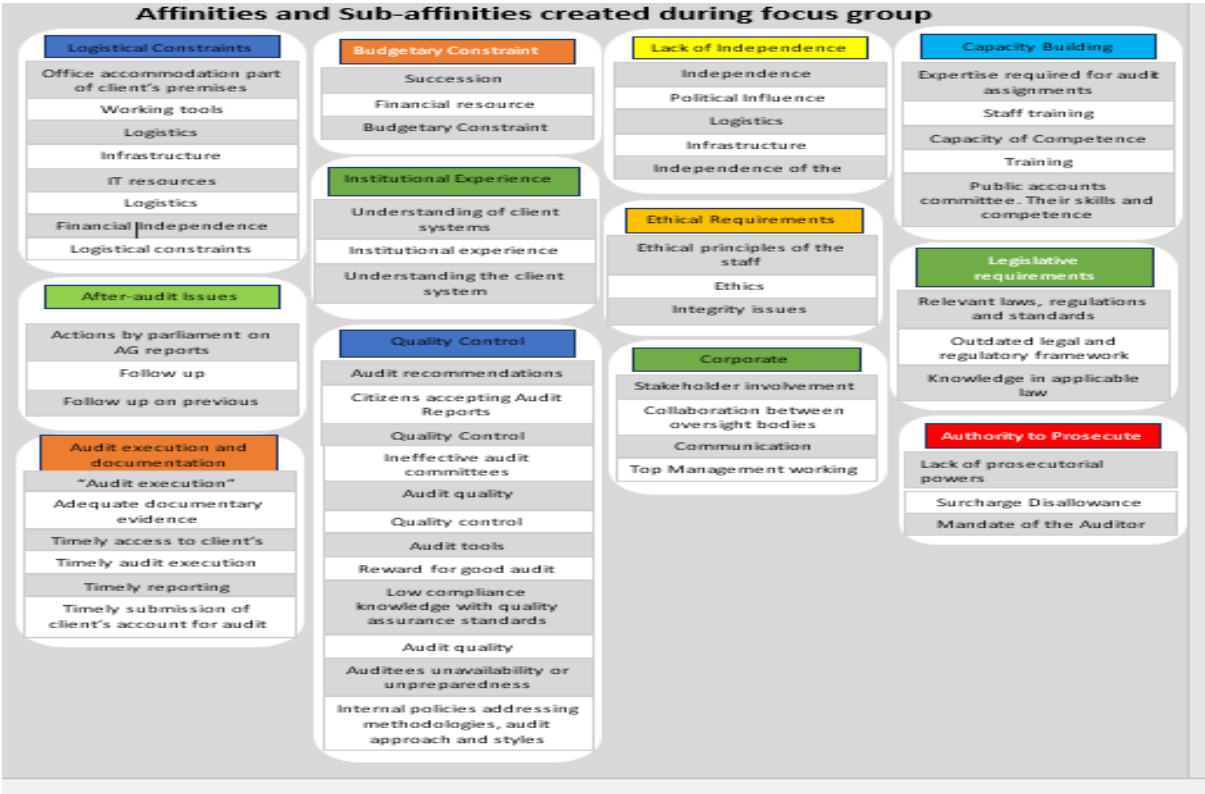 Affinities and Sub-affinities created during focus group
Logistical Constraints
Office accommodation part
of client's premises
Working tools
Logistics
Infrastructure
IT resources
Logistics
Financial Independence
Logistical constraints
After-audit Issues
Actions by parliament on
AG reports
Follow up
Follow up on previous
Audit execution and
documentation
"Audit execution"
Adequate documentary
evidence
Timely access to client's
Timely audit execution
Timely reporting
Timely submission of
client's account for audit
Budgetary Constraint
Succession
Financial resource
Budgetary Constraint
Institutional Experience
Understanding of client
systems
Institutional experience
Understanding the client
system
Quality Control
Audit recommendations
Citizens accepting Audit
Reports
Quality Control
Ineffective audit
committees
Audit quality
Quality control
Audit tools
Reward for good audit
Low compliance
knowledge with quality
assurance standards
Audit quality
Auditees unavailability or
unpreparedness
Internal policies addressing
methodologies, audit
approach and styles
Lack of Independence
Independence
Political Influence
Logistics
Infrastructure
Independence of the
Ethical Requirements
Ethical principles of the
staff
Ethics
Integrity issues
Corporate
Stakeholder involvement
Collaboration between
oversight bodies
Communication
Top Management working
Capacity Building
Expertise required for audit
assignments
Staff training
Capacity of Competence
Training
Public accounts
committee. Their skills and
competence
Legislative
requirements
Relevant laws, regulations
and standards
Outdated legal and
regulatory framework
Knowledge in applicable
law
Authority to Prosecute
Lack of prosecutorial
powers
Surcharge Disallowance
Mandate of the Auditor